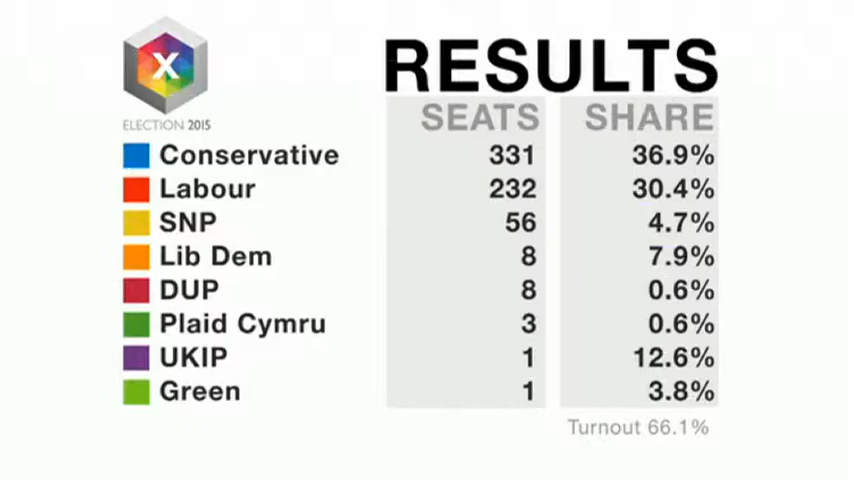 X
ELECTION 2015
RESULTS
SEATS SHARE
Conservative 331 36.9%
Labour 232 30.4%
SNP 56 4.7%
Lib Dem 8 7.9%
DUP 8 0.6%
Plaid Cymru 3 0.6%
UKIP 1 12.6%
Green 1 3.8%
Turnout 66.1%